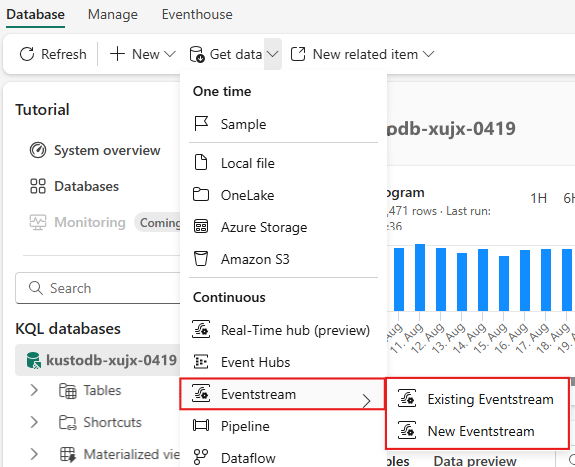 Database Manage Eventhouse
Refresh New Get data New related item
Tutorial
System overview
Databases
Monitoring Coming
Search
KQL databases
kustodb-xujx-0419
Tables
Shortcuts
Materialized vie
One time
Sample
Local file
OneLake
Azure Storage
Amazon S3
Continuous
Real-Time hub (preview)
Event Hubs
Eventstream
Pipeline
Dataflow
Existing Eventstream
New Eventstream
odb-xujx-0419
ogram 1H 6H
,471 rows · Last run:
:36
11. Aug 12. Aug 13. Aug 14. Aug 15. Aug 16. Aug 17. Aug 18. Aug 19.
bles Data preview